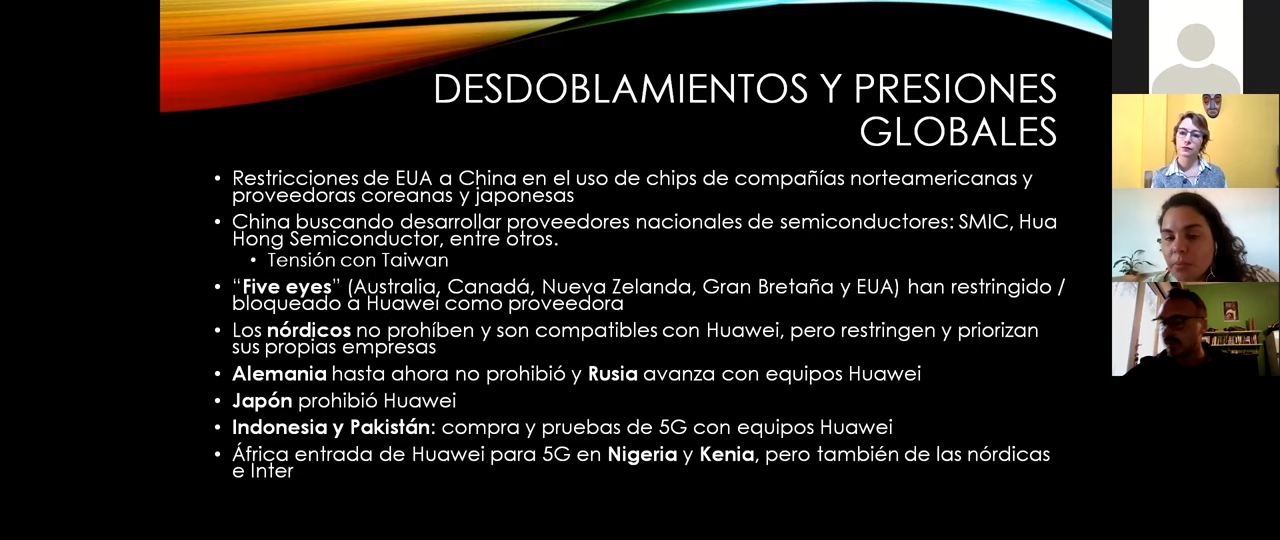 DESDOBLAMIENTOS Y PRESIONES
GLOBALES
• Restricciones de EUA a China en el uso de chips de compañías norteamericanas y
proveedoras coreanas y japonesas
• China buscando desarrollar proveedores nacionales de semiconductores: SMIC, Hua
Hong Semiconductor, entre otros.
• Tensión con Taiwan
• “Five eyes” (Australia, Canadá, Nueva Zelanda, Gran Bretaña y EUA) han restringido /
bloqueado a Huawei como proveedora
• Los nórdicos no prohíben y son compatibles con Huawei, pero restringen y priorizan
sus propias empresas
• Alemania hasta ahora no prohibió y Rusia avanza con equipos Huawei
• Japón prohibió Huawei
• Indonesia y Pakistán: compra y pruebas de 5G con equipos Huawei
• África entrada de Huawei para 5G en Nigeria y Kenia, pero también de las nórdicas
e Inter